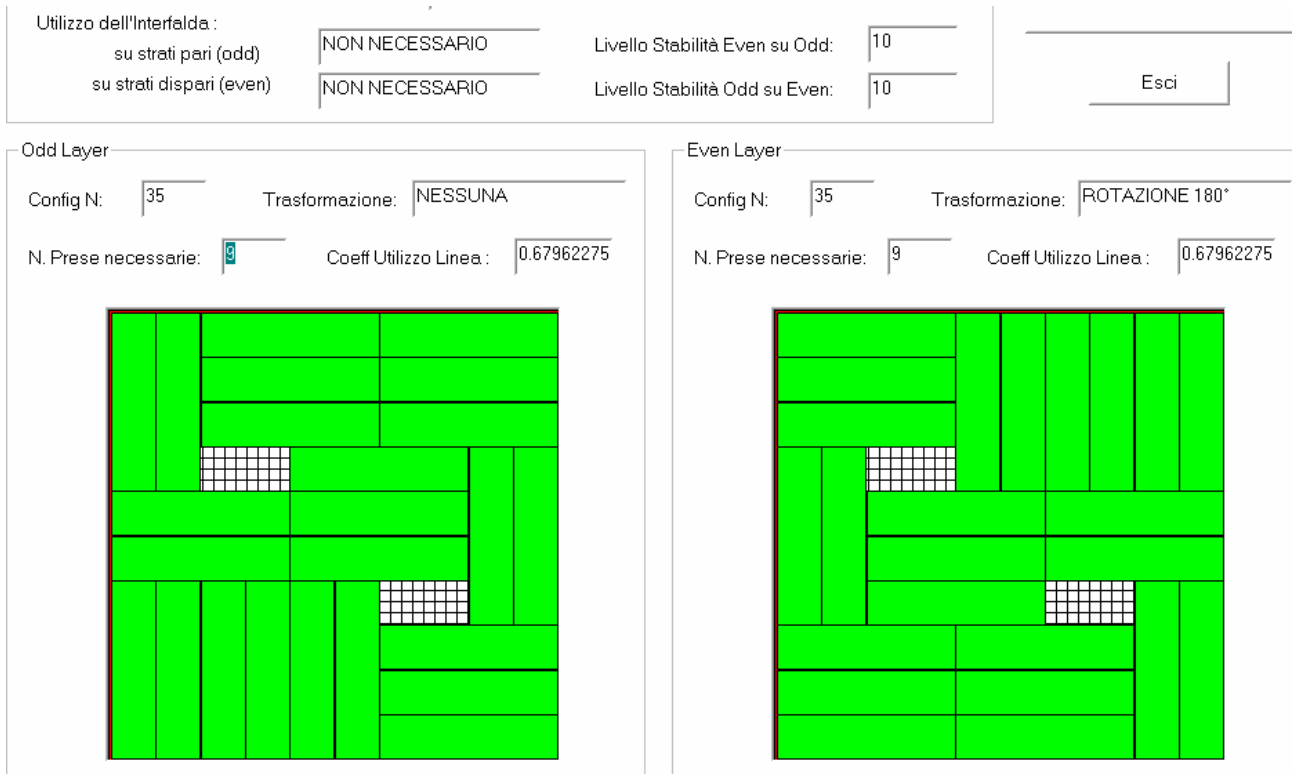 Utilizzo dell'Interfalda :
su strati pari (odd) NON NECESSARIO Livello Stabilità Even su Odd: 10
su strati dispari (even) NON NECESSARIO Livello Stabilità Odd su Even: 10
Esci
Odd Layer
Config N: 35 Trasformazione: NESSUNA
N. Prese necessarie: 9 Coeff Utilizzo Linea : 0.67962275
Even Layer
Config N: 35 Trasformazione: ROTAZIONE 180°
N. Prese necessarie: 9 Coeff Utilizzo Linea : 0.67962275